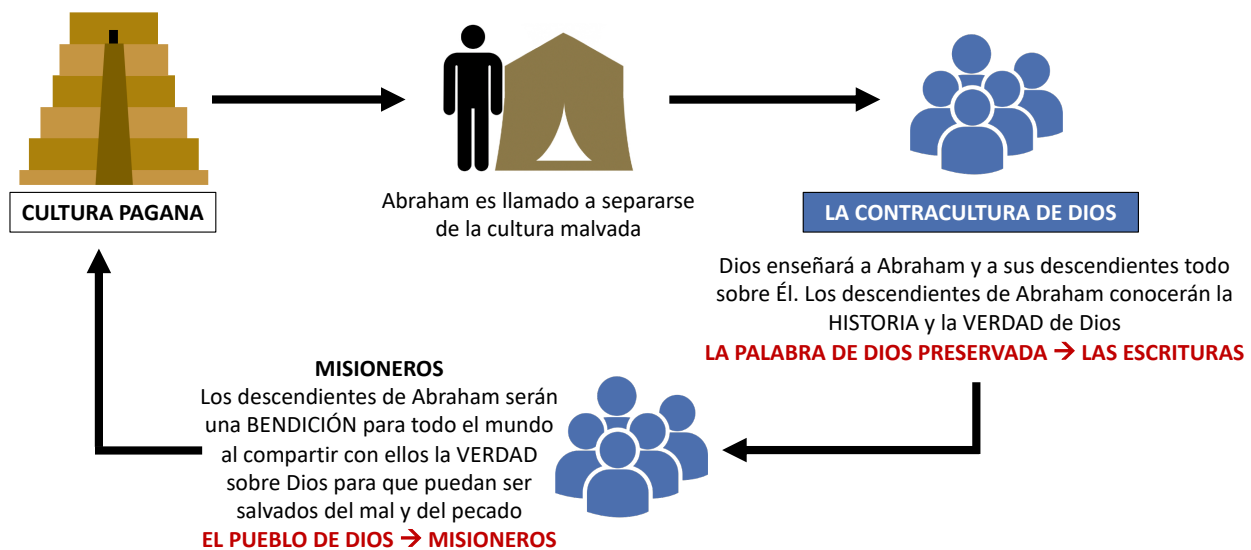 CULTURA PAGANA
Abraham es llamado a separarse
de la cultura malvada
LA CONTRACULTURA DE DIOS
Dios enseñará a Abraham y a sus descendientes todo
sobre Él. Los descendientes de Abraham conocerán la
HISTORIA y la VERDAD de Dios
LA PALABRA DE DIOS PRESERVADA → LAS ESCRITURAS
MISIONEROS
Los descendientes de Abraham serán
una BENDICIÓN para todo el mundo
al compartir con ellos la VERDAD
sobre Dios para que puedan ser
salvados del mal y del pecado
EL PUEBLO DE DIOS → MISIONEROS